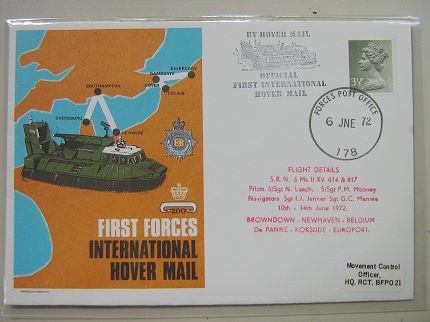 BY HOVER MAIL
OFFICIAL
FIRST INTERNATIONAL
HOVER MAIL
3½
FORCES POST OFFICE
6 JNE 72
178
ZEEBRUGGE
RAMSGATE
DOVER
CALAIS
SOUTHAMPTON
CHERBOURG
LE HAVRE
EIIR
200
FIRST FORCES
INTERNATIONAL
HOVER MAIL
FLIGHT DETAILS
S.R. N. 6 Mk II XV 614 & 617
Pilots S/Sgt N. Leech. S/Sgt P.M. Mooney
Navigators Sgt I.J. Jenner Sgt G.C. Mennie
10th - 14th June 1972.
BROWNDOWN - NEWHAVEN - BELGIUM
De PANNE - KOKSIJDE - EUROPORT.
Movement Control
Officer,
HQ, RCT. BFPO 21